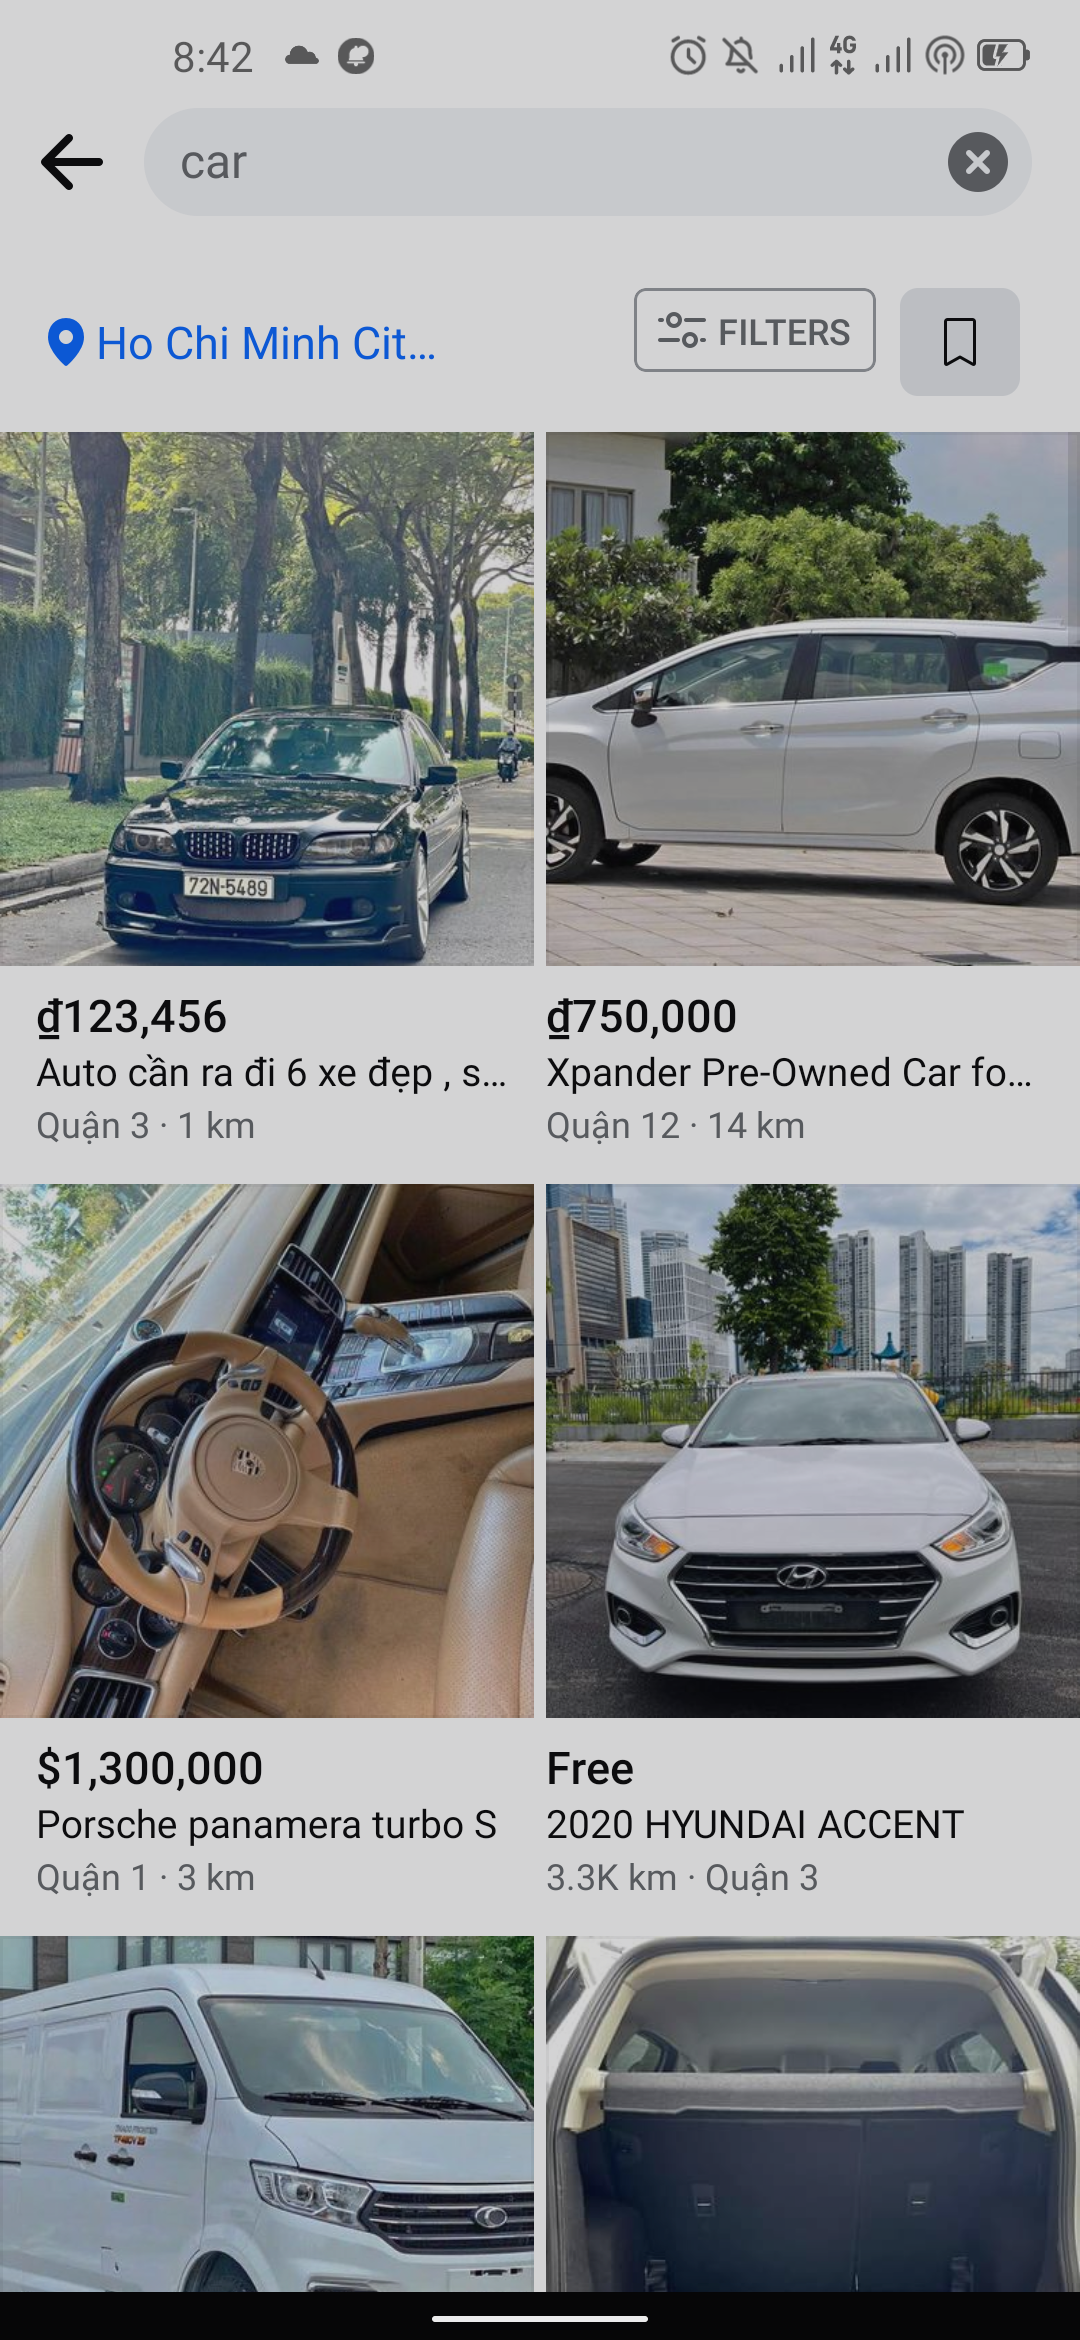 8:42
4G
car
Ho Chi Minh Cit...
FILTERS
72N-5489
₫123,456
Auto cần ra đi 6 xe đẹp , s...
Quận 3 · 1 km
₫750,000
Xpander Pre-Owned Car fo...
Quận 12 · 14 km
$1,300,000
Porsche panamera turbo S
Quận 1 · 3 km
Free
2020 HYUNDAI ACCENT
3.3K km · Quận 3